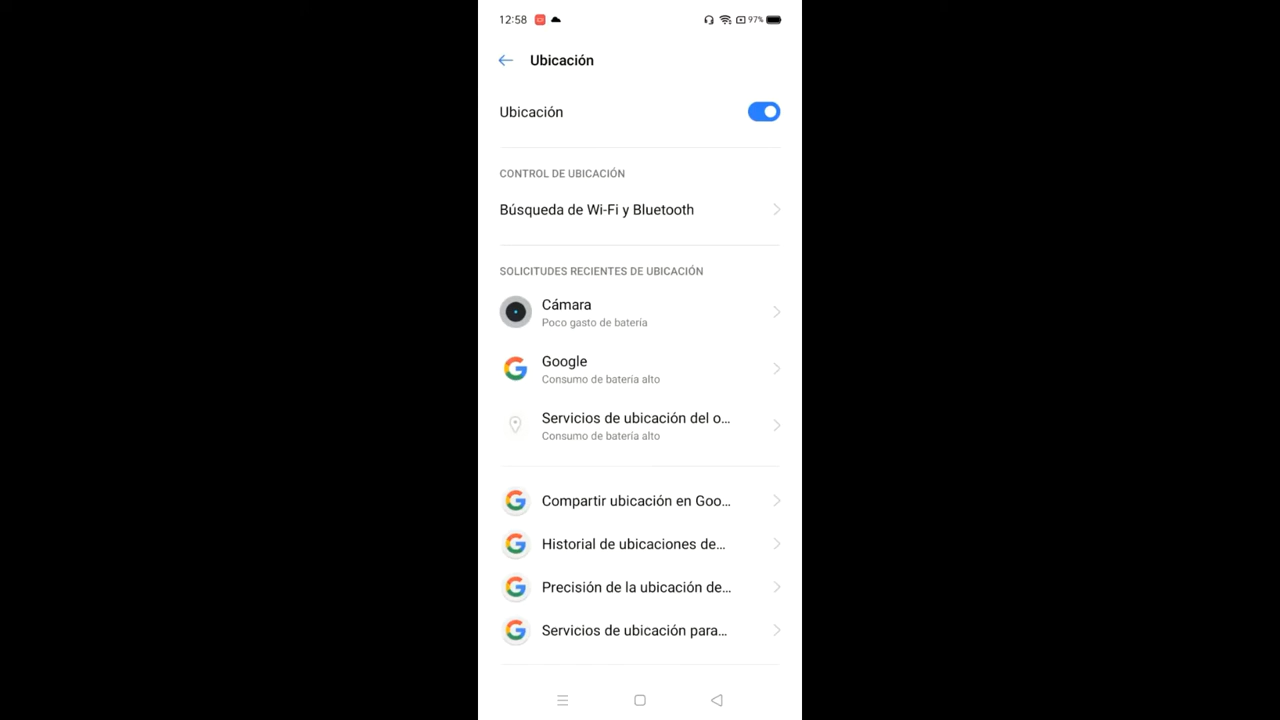 12:58
97%
Ubicación
Ubicación
CONTROL DE UBICACIÓN
Búsqueda de Wi-Fi y Bluetooth
SOLICITUDES RECIENTES DE UBICACIÓN
Cámara
Poco gasto de batería
Google
Consumo de batería alto
Servicios de ubicación del o...
Consumo de batería alto
Compartir ubicación en Goo...
Historial de ubicaciones de...
Precisión de la ubicación de...
Servicios de ubicación para...